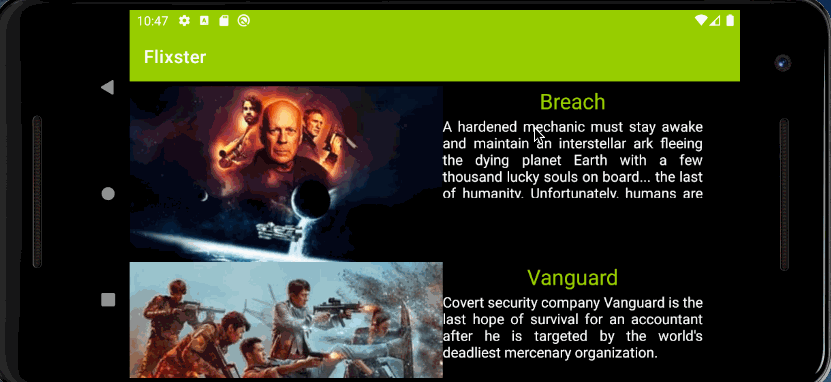 10:47
Flixster
Breach
A hardened mechanic must stay awake
and maintain an interstellar ark fleeing
the dying planet Earth with a few
thousand lucky souls on board... the last
of humanity. Unfortunately, humans are
Vanguard
Covert security company Vanguard is the
last hope of survival for an accountant
after he is targeted by the world's
deadliest mercenary organization.